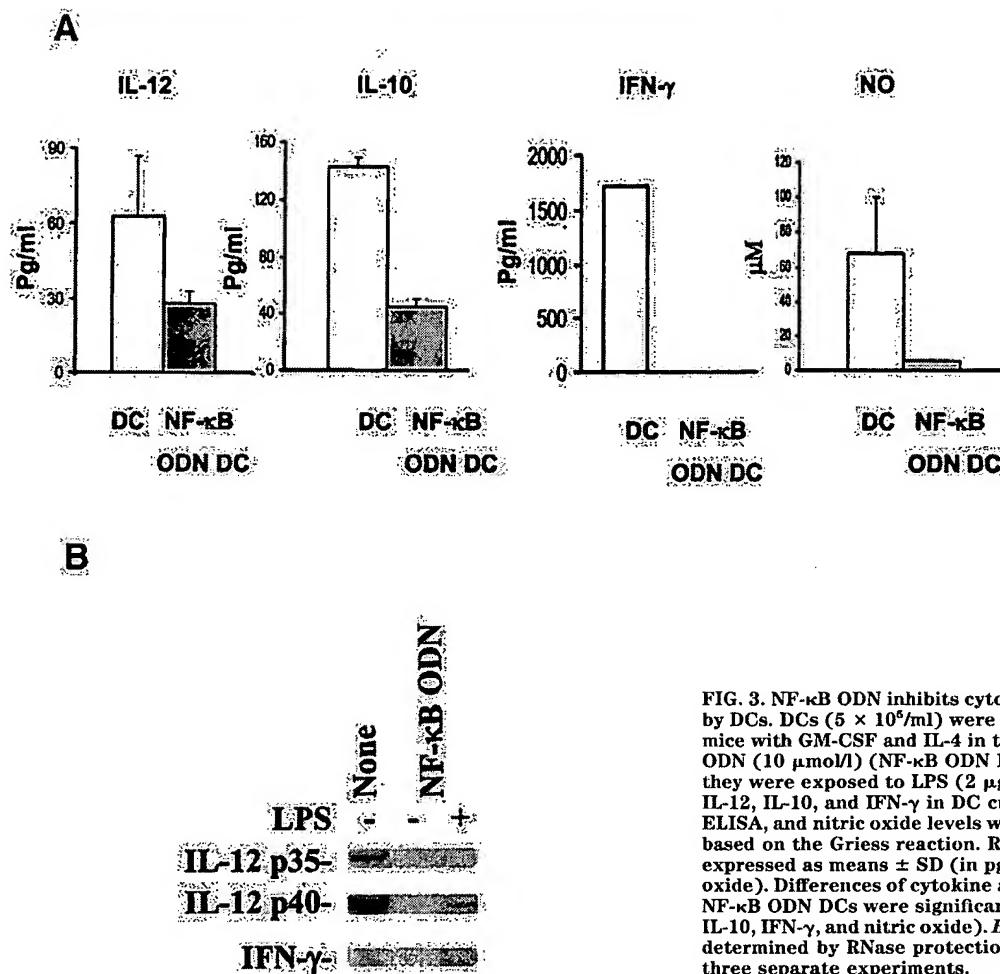 A
IL-12 IL-10 IFN-γ NO
90 60 30 0 Pg/ml
160 120 80 40 0 Pg/ml
2000 1500 1000 500 0 Pg/ml
120 100 80 60 40 20 0 μM
DC NF-κB DC NF-κB DC NF-κB DC NF-κB
ODN DC ODN DC ODN DC ODN DC
B
None NF-κB ODN
LPS - - +
IL-12 p35-
IL-12 p40-
IFN-γ-
FIG. 3. NF-κB ODN inhibits cyto
by DCs. DCs (5 × 10⁶/ml) were
mice with GM-CSF and IL-4 in t
ODN (10 μmol/l) (NF-κB ODN
they were exposed to LPS (2 μg
IL-12, IL-10, and IFN-γ in DC
ELISA, and nitric oxide levels w
based on the Griess reaction. R
expressed as means ± SD (in pg
oxide). Differences of cytokine a
NF-κB ODN DCs were significan
IL-10, IFN-γ, and nitric oxide).
determined by RNase protection
three separate experiments.